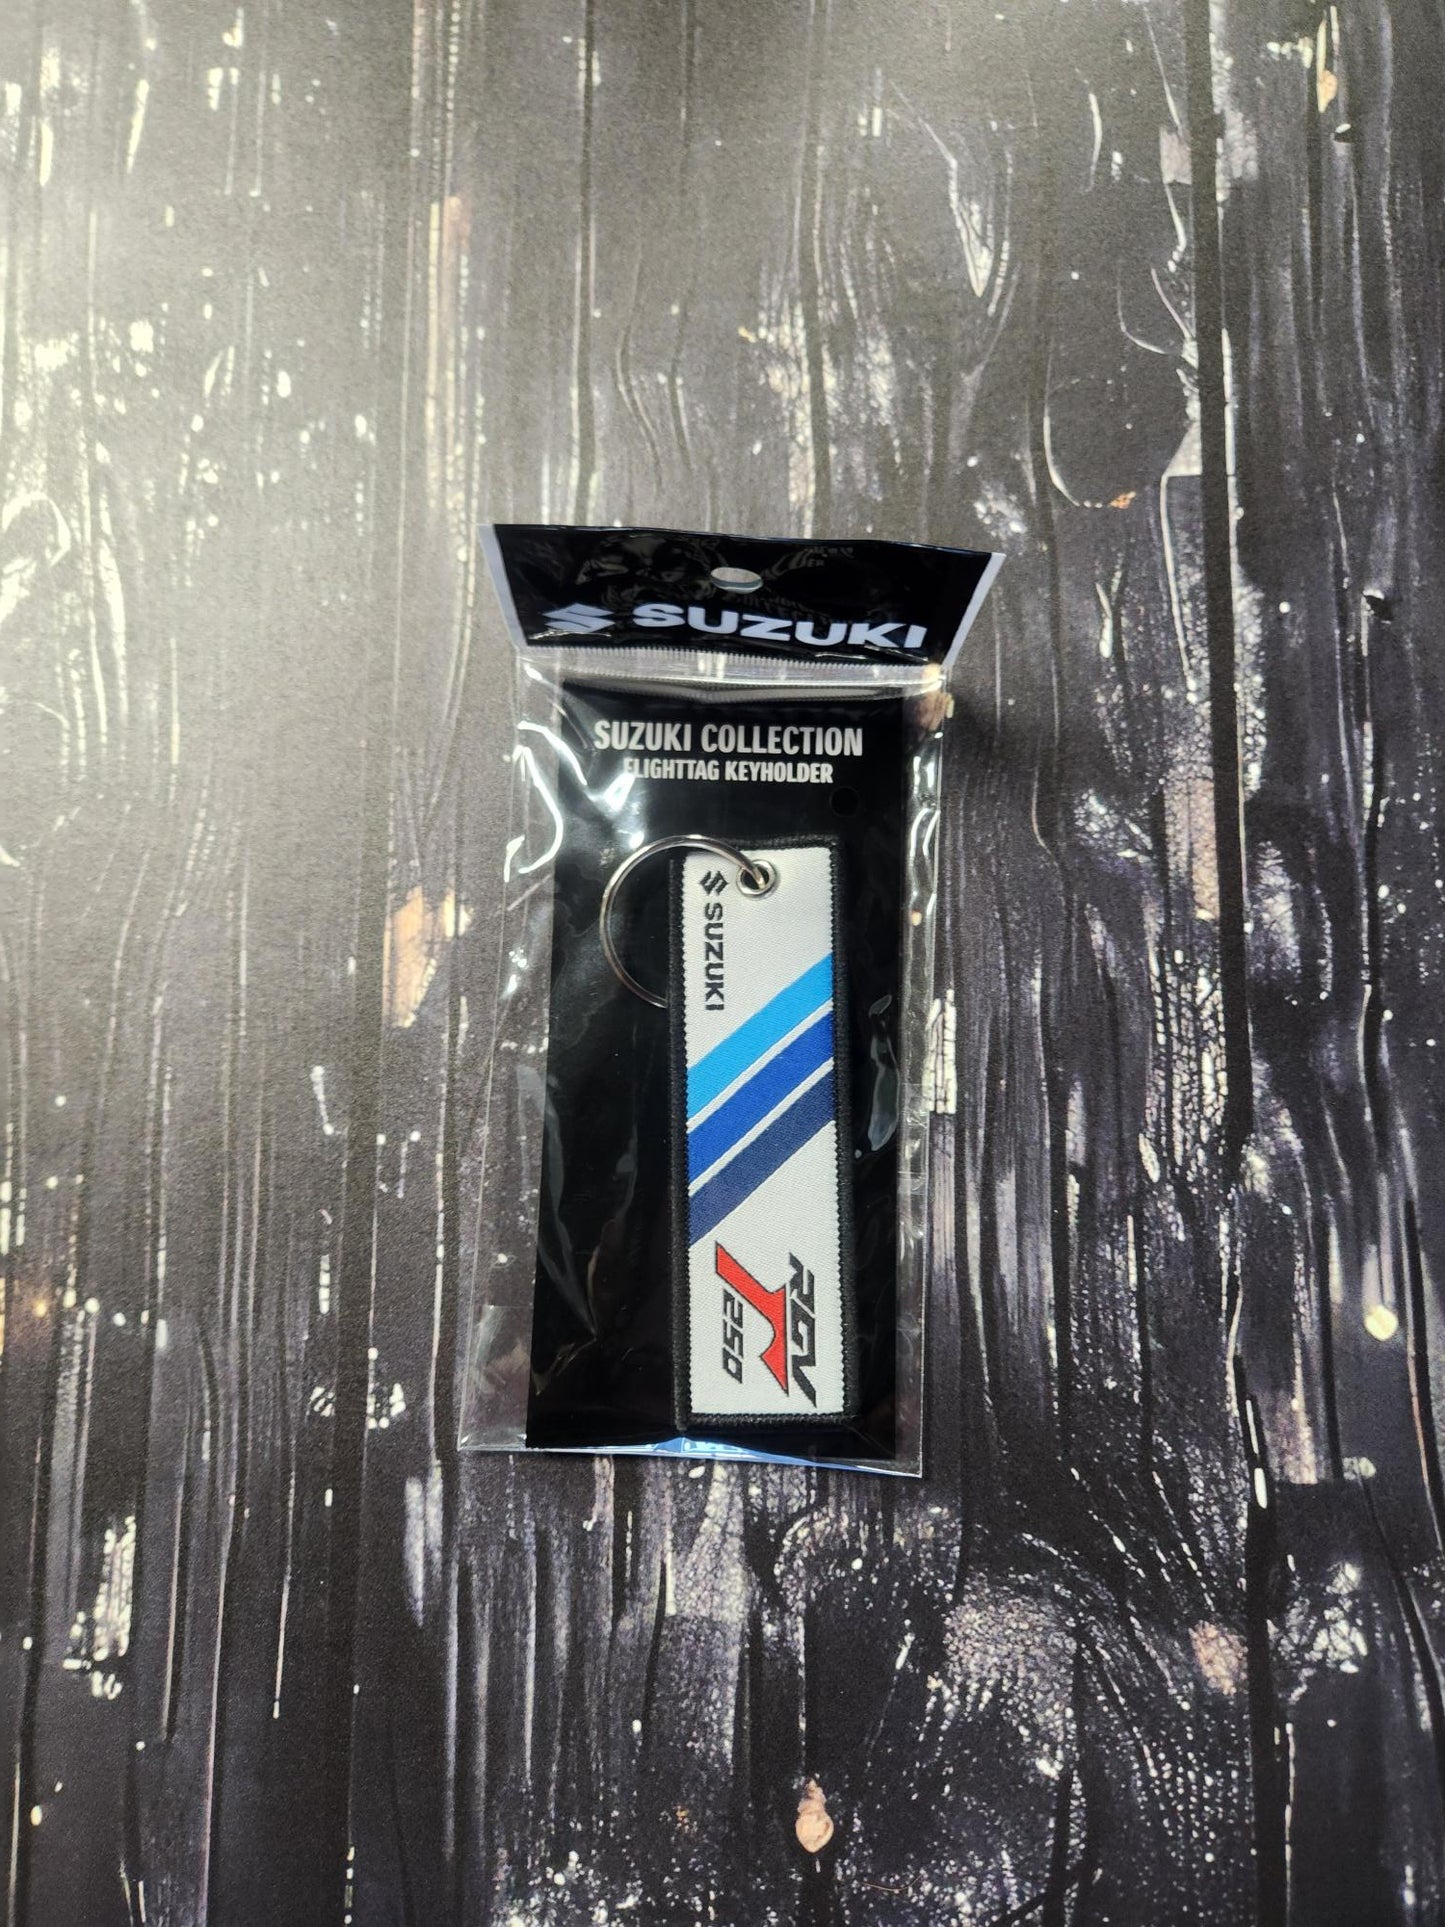 SUZUKI
SUZUKI COLLECTION
FLIGHTTAG KEYHOLDER
SUZUKI
RGV
Γ
250